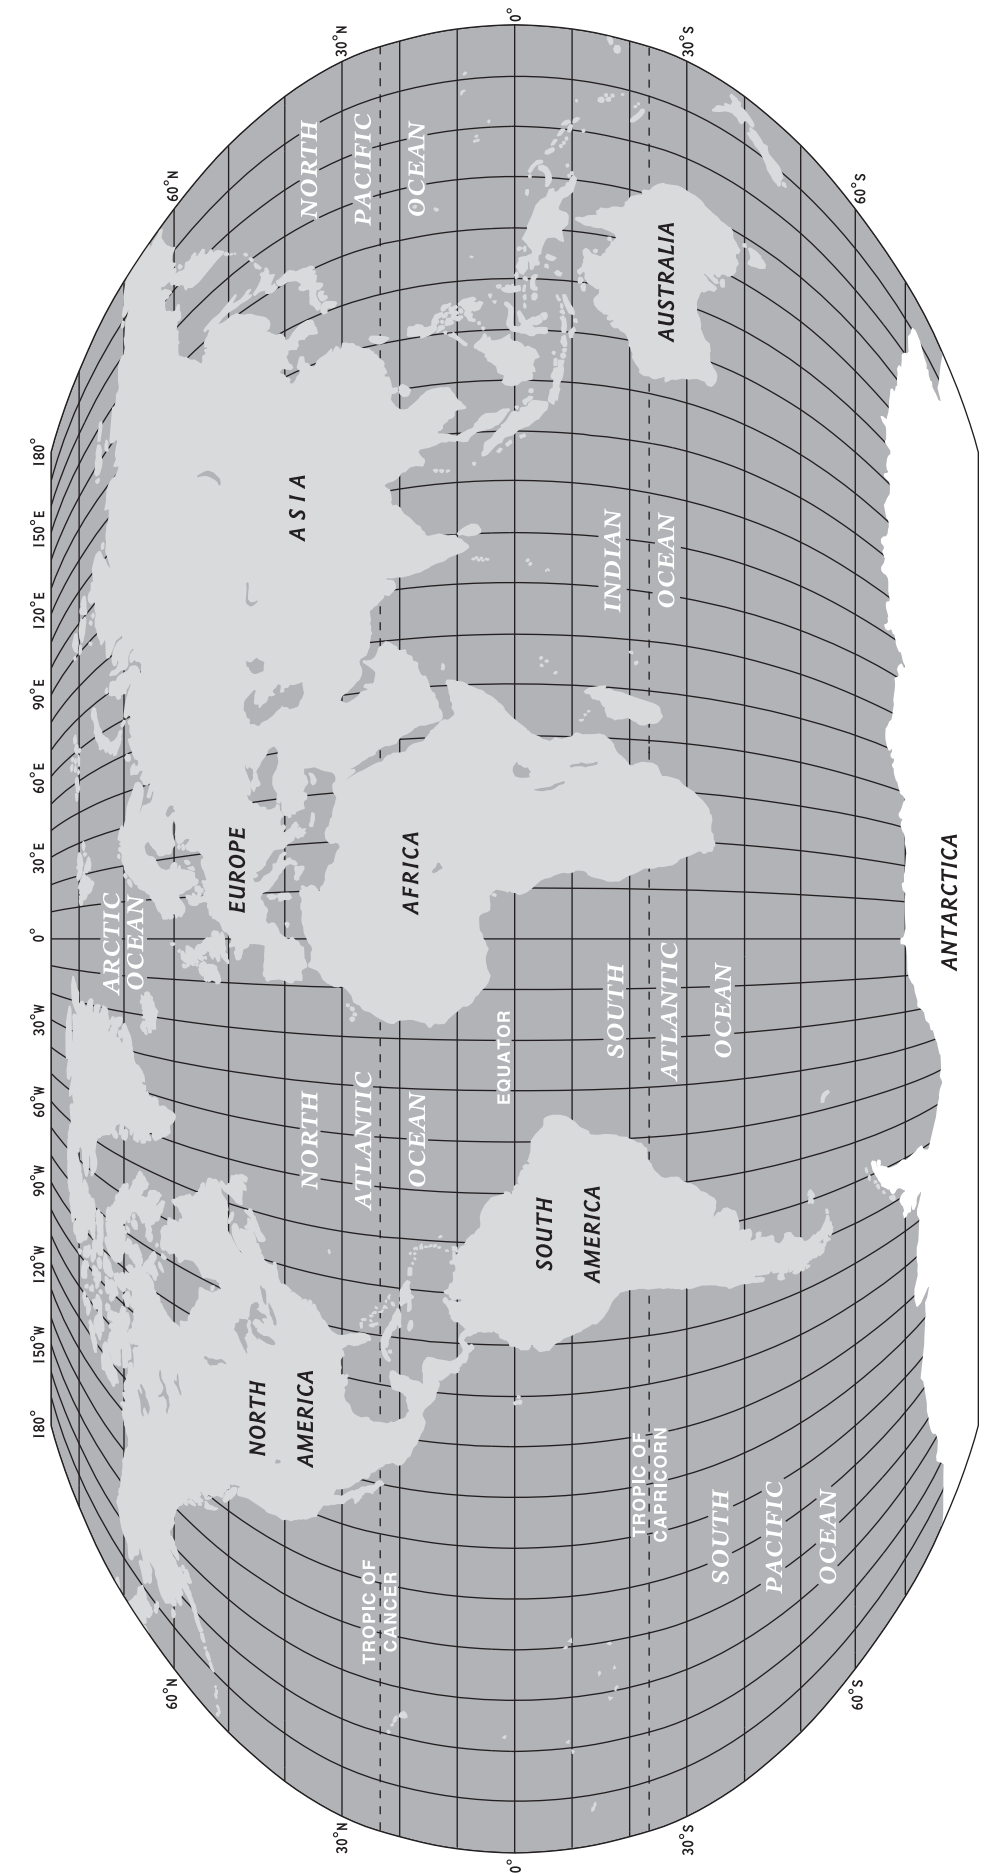 180°
150°W
120°W
90°W
60°W
30°W
0°
30°E
60°E
90°E
120°E
150°E
180°
ARCTIC
OCEAN
60°N
60°N
EUROPE
NORTH
AMERICA
ASIA
NORTH
ATLANTIC
OCEAN
NORTH
PACIFIC
OCEAN
30°N
30°N
TROPIC OF
CANCER
AFRICA
EQUATOR
0°
0°
SOUTH
AMERICA
INDIAN
OCEAN
SOUTH
ATLANTIC
OCEAN
AUSTRALIA
TROPIC OF
CAPRICORN
30°S
30°S
SOUTH
PACIFIC
OCEAN
60°S
60°S
ANTARCTICA